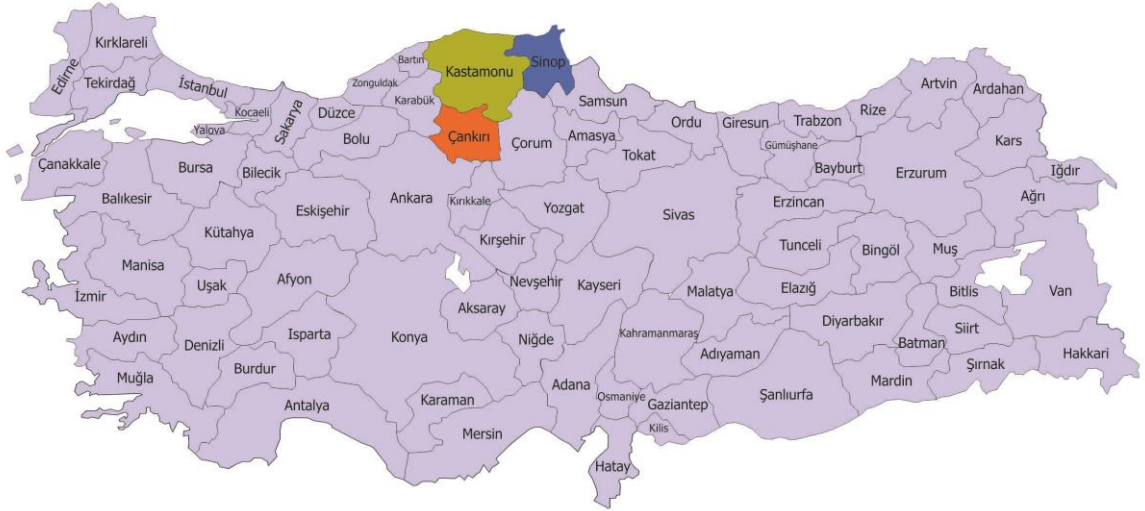 Kırklareli
Edirne
Tekirdağ
İstanbul
Kocaeli
Yalova
Sakarya
Düzce
Zonguldak
Bartın
Karabük
Kastamonu
Sinop
Çankırı
Bolu
Samsun
Çorum
Amasya
Tokat
Ordu
Giresun
Trabzon
Gümüşhane
Rize
Bayburt
Artvin
Ardahan
Kars
Iğdır
Ağrı
Erzurum
Erzincan
Çanakkale
Bursa
Bilecik
Balıkesir
Kütahya
Eskişehir
Ankara
Kırıkkale
Kırşehir
Yozgat
Sivas
Tunceli
Bingöl
Muş
Manisa
Uşak
Afyon
İzmir
Nevşehir
Kayseri
Aksaray
Malatya
Elazığ
Bitlis
Van
Aydın
Denizli
Isparta
Konya
Niğde
Kahramanmaraş
Adıyaman
Diyarbakır
Batman
Siirt
Şırnak
Hakkari
Muğla
Burdur
Antalya
Karaman
Mersin
Adana
Osmaniye
Gaziantep
Kilis
Şanlıurfa
Mardin
Hatay